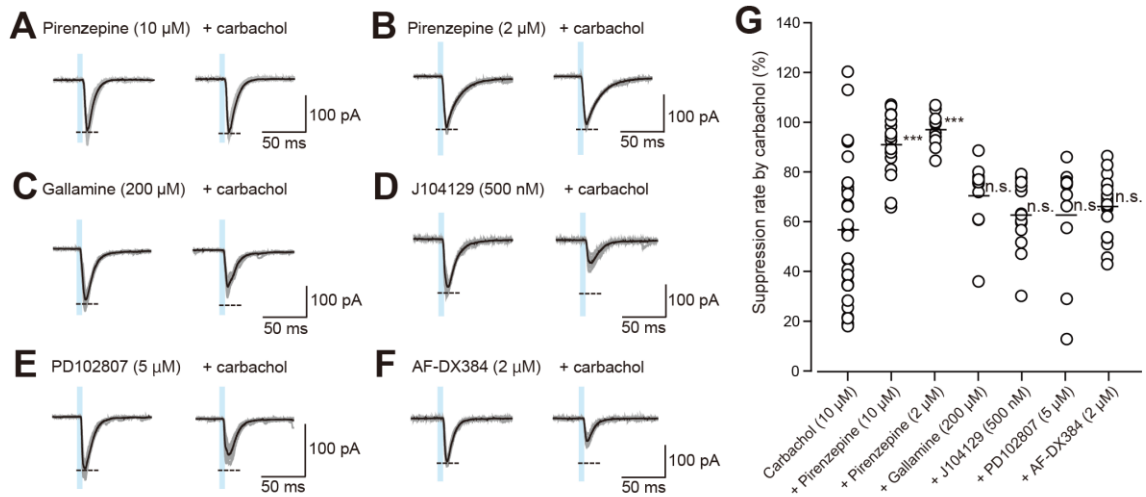 A
Pirenzepine (10 µM) + carbachol
100 pA
50 ms
B
Pirenzepine (2 µM) + carbachol
100 pA
50 ms
C
Gallamine (200 µM) + carbachol
100 pA
50 ms
D
J104129 (500 nM) + carbachol
100 pA
50 ms
E
PD102807 (5 µM) + carbachol
100 pA
50 ms
F
AF-DX384 (2 µM) + carbachol
100 pA
50 ms
G
Suppression rate by carbachol (%)
140
120
100
80
60
40
20
0
***
***
n.s.
n.s.
n.s.
n.s.
Carbachol (10 µM)
+ Pirenzepine (10 µM)
+ Pirenzepine (2 µM)
+ Gallamine (200 µM)
+ J104129 (500 nM)
+ PD102807 (5 µM)
+ AF-DX384 (2 µM)